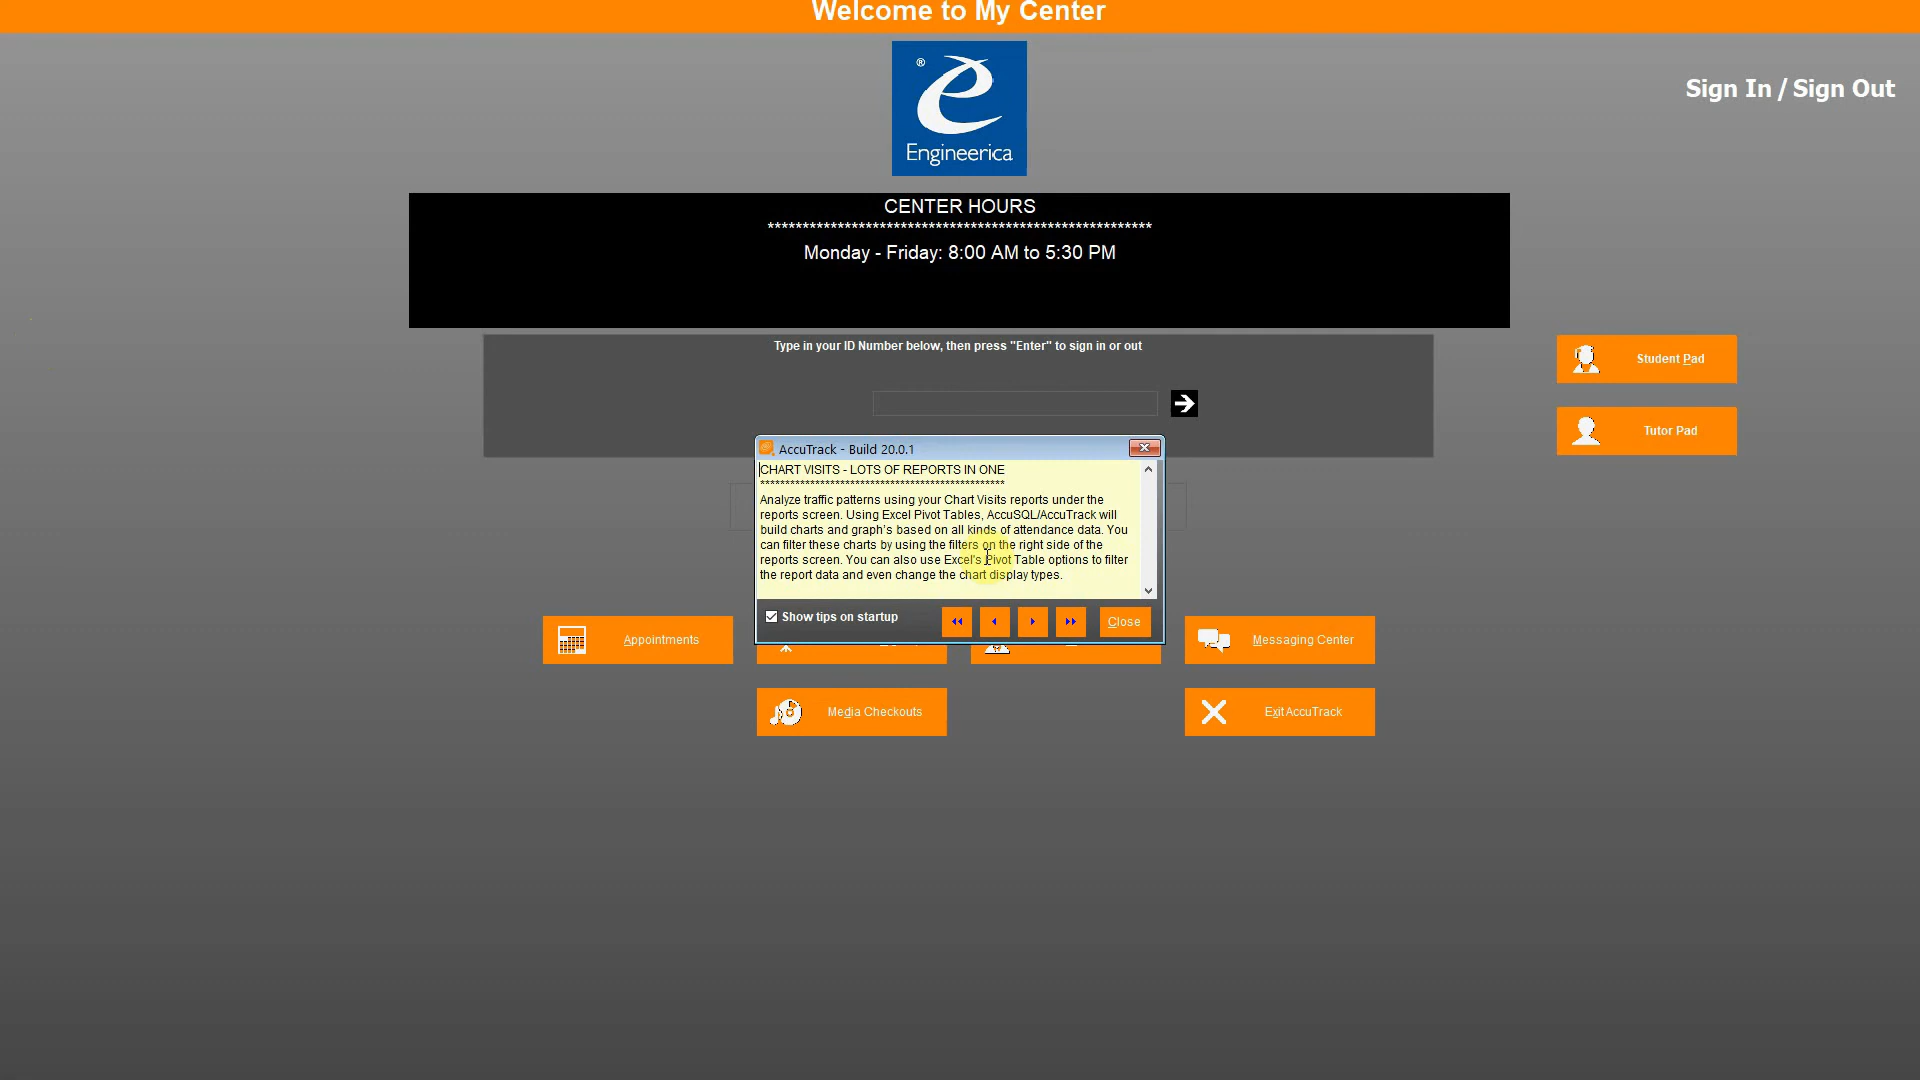 Welcome to My Center
®
Engineerica
Sign In / Sign Out
CENTER HOURS
*******************************************************
Monday - Friday: 8:00 AM to 5:30 PM
Type in your ID Number below, then press "Enter" to sign in or out
Student Pad
Tutor Pad
AccuTrack - Build 20.0.1
CHART VISITS - LOTS OF REPORTS IN ONE
*************************************************
Analyze traffic patterns using your Chart Visits reports under the
reports screen. Using Excel Pivot Tables, AccuSQL/AccuTrack will
build charts and graph's based on all kinds of attendance data. You
can filter these charts by using the filters on the right side of the
reports screen. You can also use Excel's Pivot Table options to filter
the report data and even change the chart display types.
Show tips on startup
Close
Appointments
Messaging Center
Media Checkouts
Exit AccuTrack